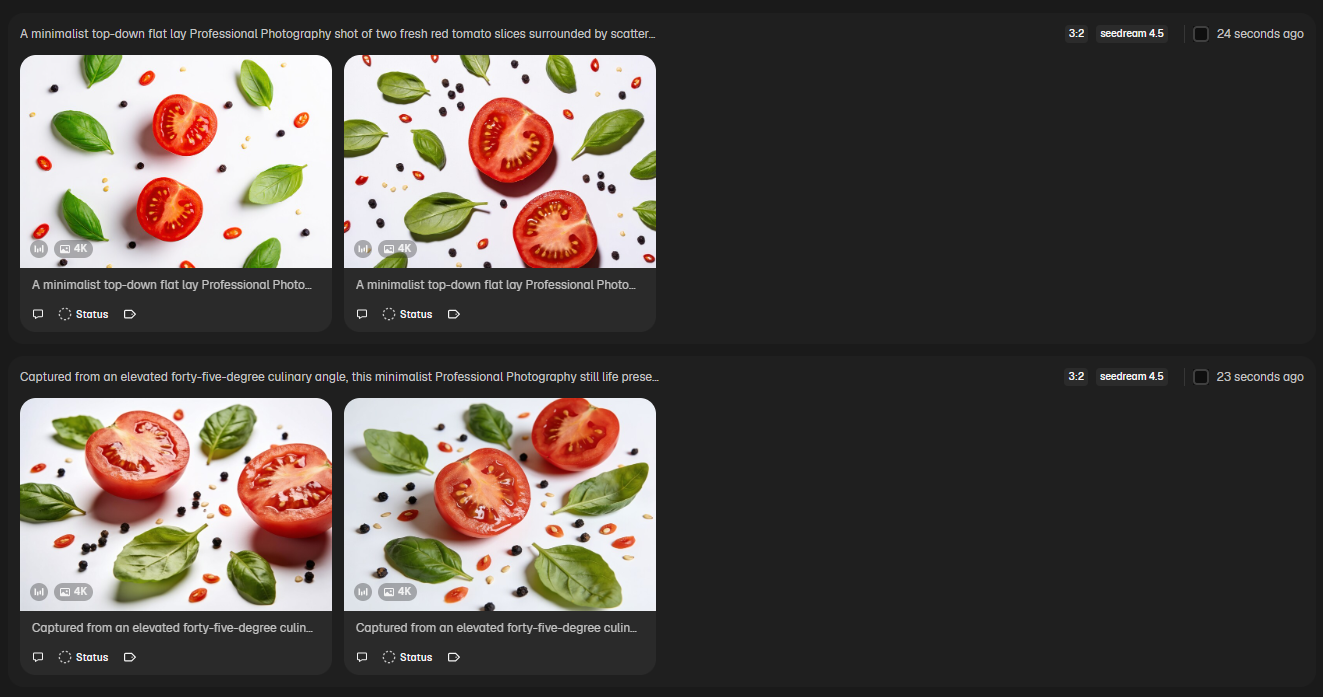 A minimalist top-down flat lay Professional Photography shot of two fresh red tomato slices surrounded by scatter...
3:2 seedream 4.5 24 seconds ago
4K
4K
A minimalist top-down flat lay Professional Photo...
A minimalist top-down flat lay Professional Photo...
Status
Status
Captured from an elevated forty-five-degree culinary angle, this minimalist Professional Photography still life prese...
3:2 seedream 4.5 23 seconds ago
4K
4K
Captured from an elevated forty-five-degree culin...
Captured from an elevated forty-five-degree culin...
Status
Status